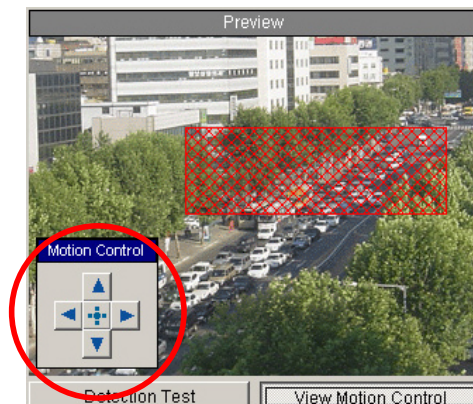 Preview
Motion Control
Detection Test
View Motion Control